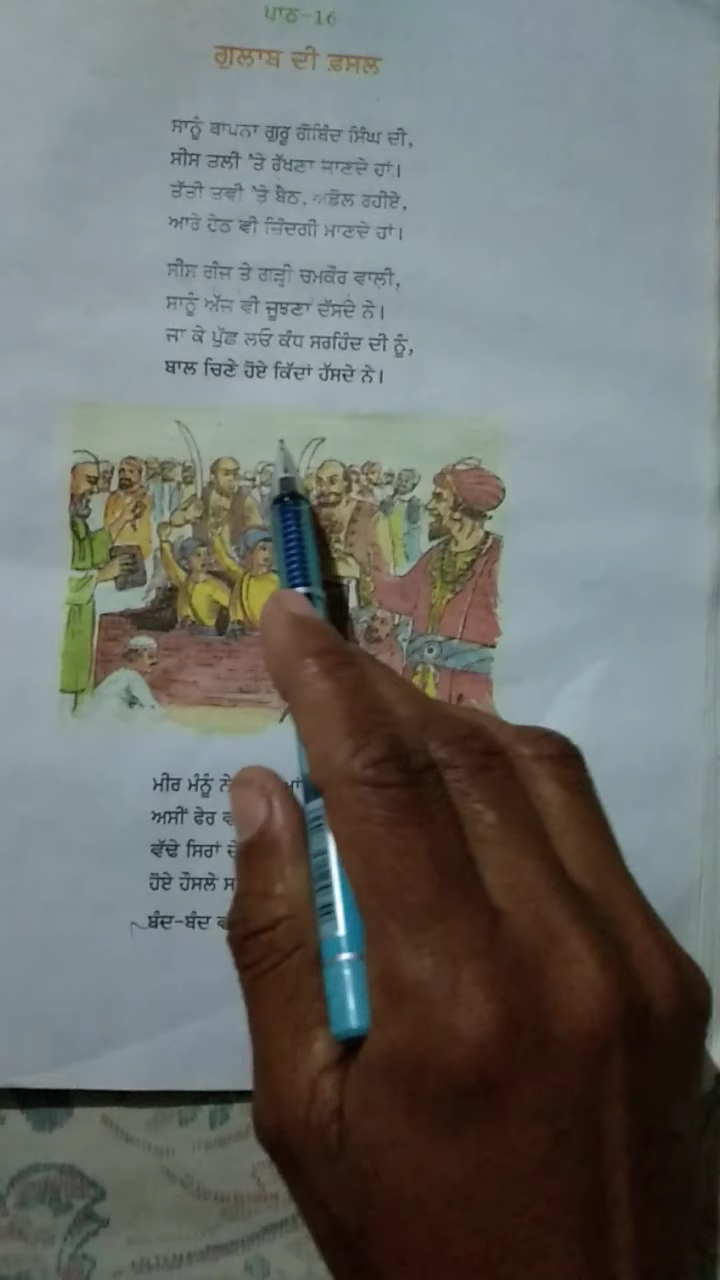 ਪਾਠ-16
ਗੁਲਾਬ ਦੀ ਫ਼ਸਲ
ਸਾਨੂੰ ਥਾਪਨਾ ਗੁਰੂ ਗੋਬਿੰਦ ਸਿੰਘ ਦੀ,
ਸੀਸ ਤਲੀ 'ਤੇ ਰੱਖਣਾ ਜਾਣਦੇ ਹਾਂ।
ਤੱਤੀ ਤਵੀ 'ਤੇ ਬੈਠ, ਅਡੋਲ ਰਹੀਏ,
ਆਰੇ ਹੇਠ ਵੀ ਜ਼ਿੰਦਗੀ ਮਾਣਦੇ ਹਾਂ।
ਸੀਸ ਗੰਜ ਤੇ ਗੜ੍ਹੀ ਚਮਕੌਰ ਵਾਲੀ,
ਸਾਨੂੰ ਅੱਜ ਵੀ ਜੂਝਣਾ ਦੱਸਦੇ ਨੇ।
ਜਾ ਕੇ ਪੁੱਛ ਲਓ ਕੰਧ ਸਰਹਿੰਦ ਦੀ ਨੂੰ,
ਬਾਲ ਚਿਣੇ ਹੋਏ ਕਿੱਦਾਂ ਹੱਸਦੇ ਨੇ।
ਮੀਰ ਮੰਨੂੰ ਨੇ
ਅਸੀਂ ਫੇਰ
ਵੱਢੇ ਸਿਰਾਂ ਦੇ
ਹੋਏ ਹੌਸਲੇ
ਬੰਦ-ਬੰਦ